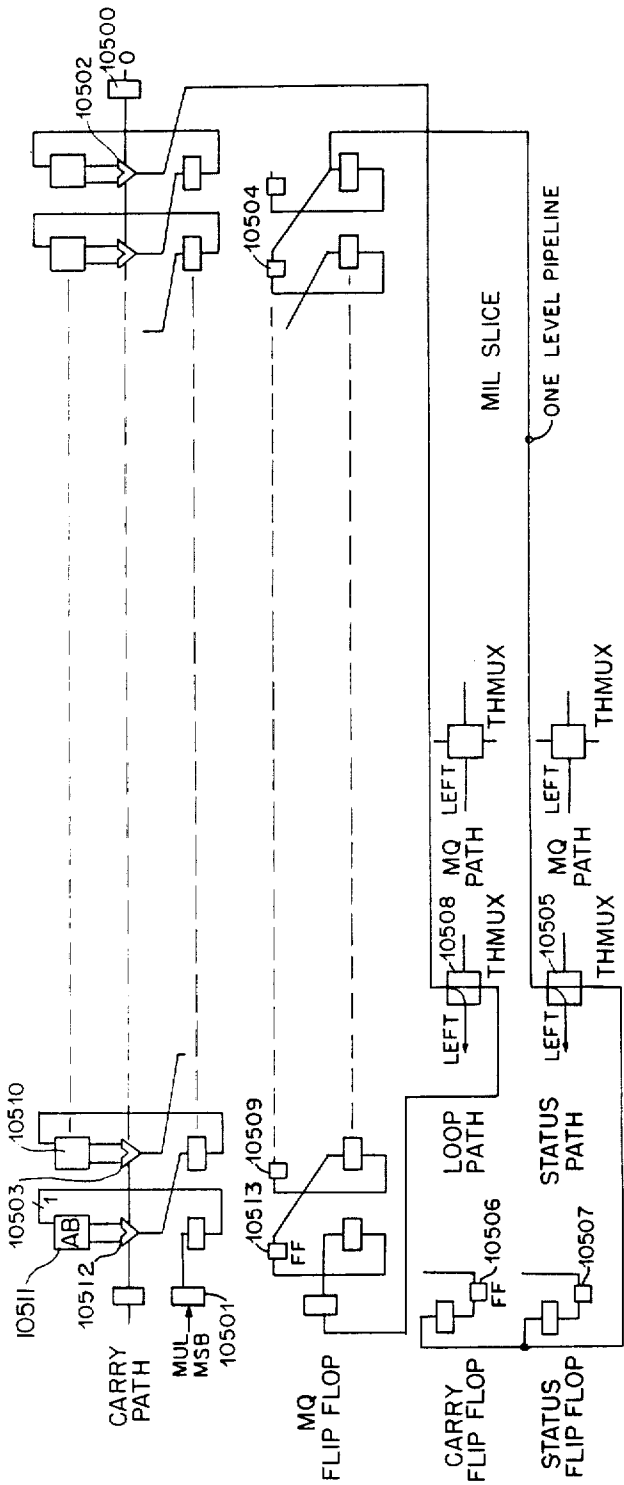 10511
10512
10503
10510
AB
1
10502
10500
0
CARRY
PATH
MUL
MSB
10501
10513
10509
FF
10504
MQ
FLIP FLOP
CARRY
FLIP FLOP
10506
FF
STATUS
FLIP FLOP
10507
LOOP
PATH
LEFT
10508
THMUX
MQ
PATH
LEFT
THMUX
STATUS
PATH
LEFT
10505
THMUX
MQ
PATH
LEFT
THMUX
MIL SLICE
ONE LEVEL PIPELINE